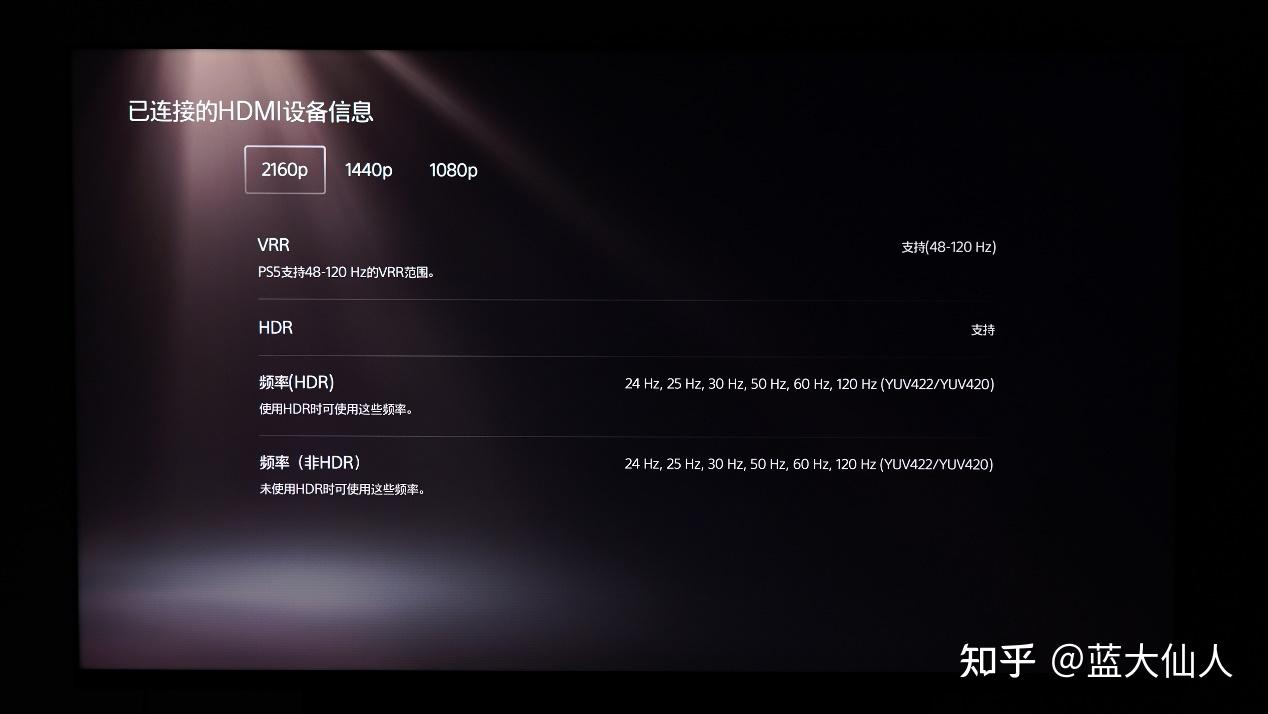 已连接的HDMI设备信息
2160p 1440p 1080p
VRR 支持(48-120 Hz)
PS5支持48-120 Hz的VRR范围。
HDR 支持
频率(HDR) 24 Hz, 25 Hz, 30 Hz, 50 Hz, 60 Hz, 120 Hz (YUV422/YUV420)
使用HDR时可使用这些频率。
频率（非HDR） 24 Hz, 25 Hz, 30 Hz, 50 Hz, 60 Hz, 120 Hz (YUV422/YUV420)
未使用HDR时可使用这些频率。
知乎 @蓝大仙人